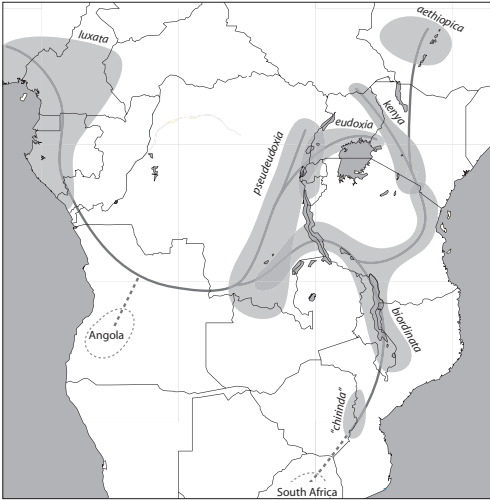 aethiopica
luxata
kenya
eudoxia
pseudeudoxia
biordinata
Angola
"chirinda"
South Africa